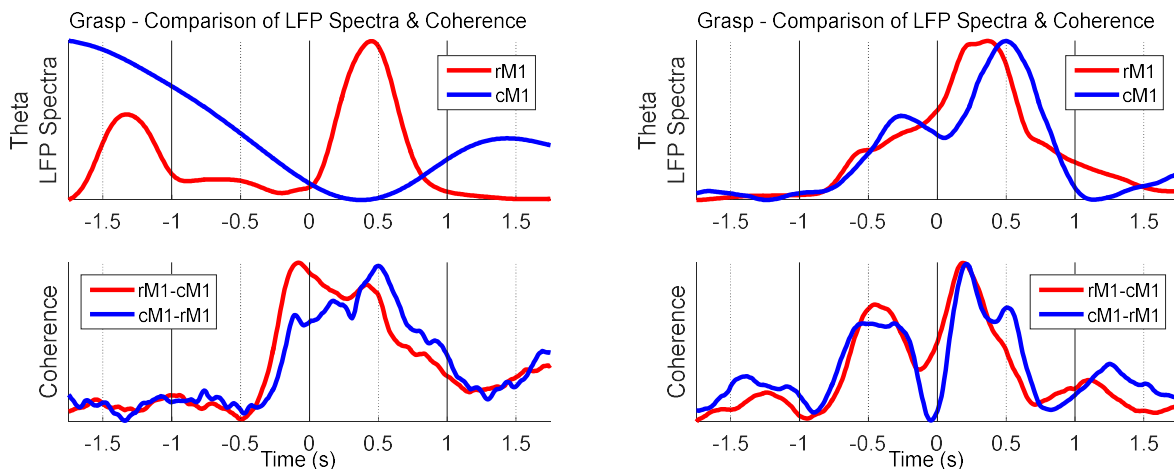 Grasp - Comparison of LFP Spectra & Coherence
Theta
LFP Spectra
rM1
cM1
-1.5 -1 -0.5 0 0.5 1 1.5
Coherence
rM1-cM1
cM1-rM1
-1.5 -1 -0.5 0 0.5 1 1.5
Time (s)
Grasp - Comparison of LFP Spectra & Coherence
Theta
LFP Spectra
rM1
cM1
-1.5 -1 -0.5 0 0.5 1 1.5
Coherence
rM1-cM1
cM1-rM1
-1.5 -1 -0.5 0 0.5 1 1.5
Time (s)